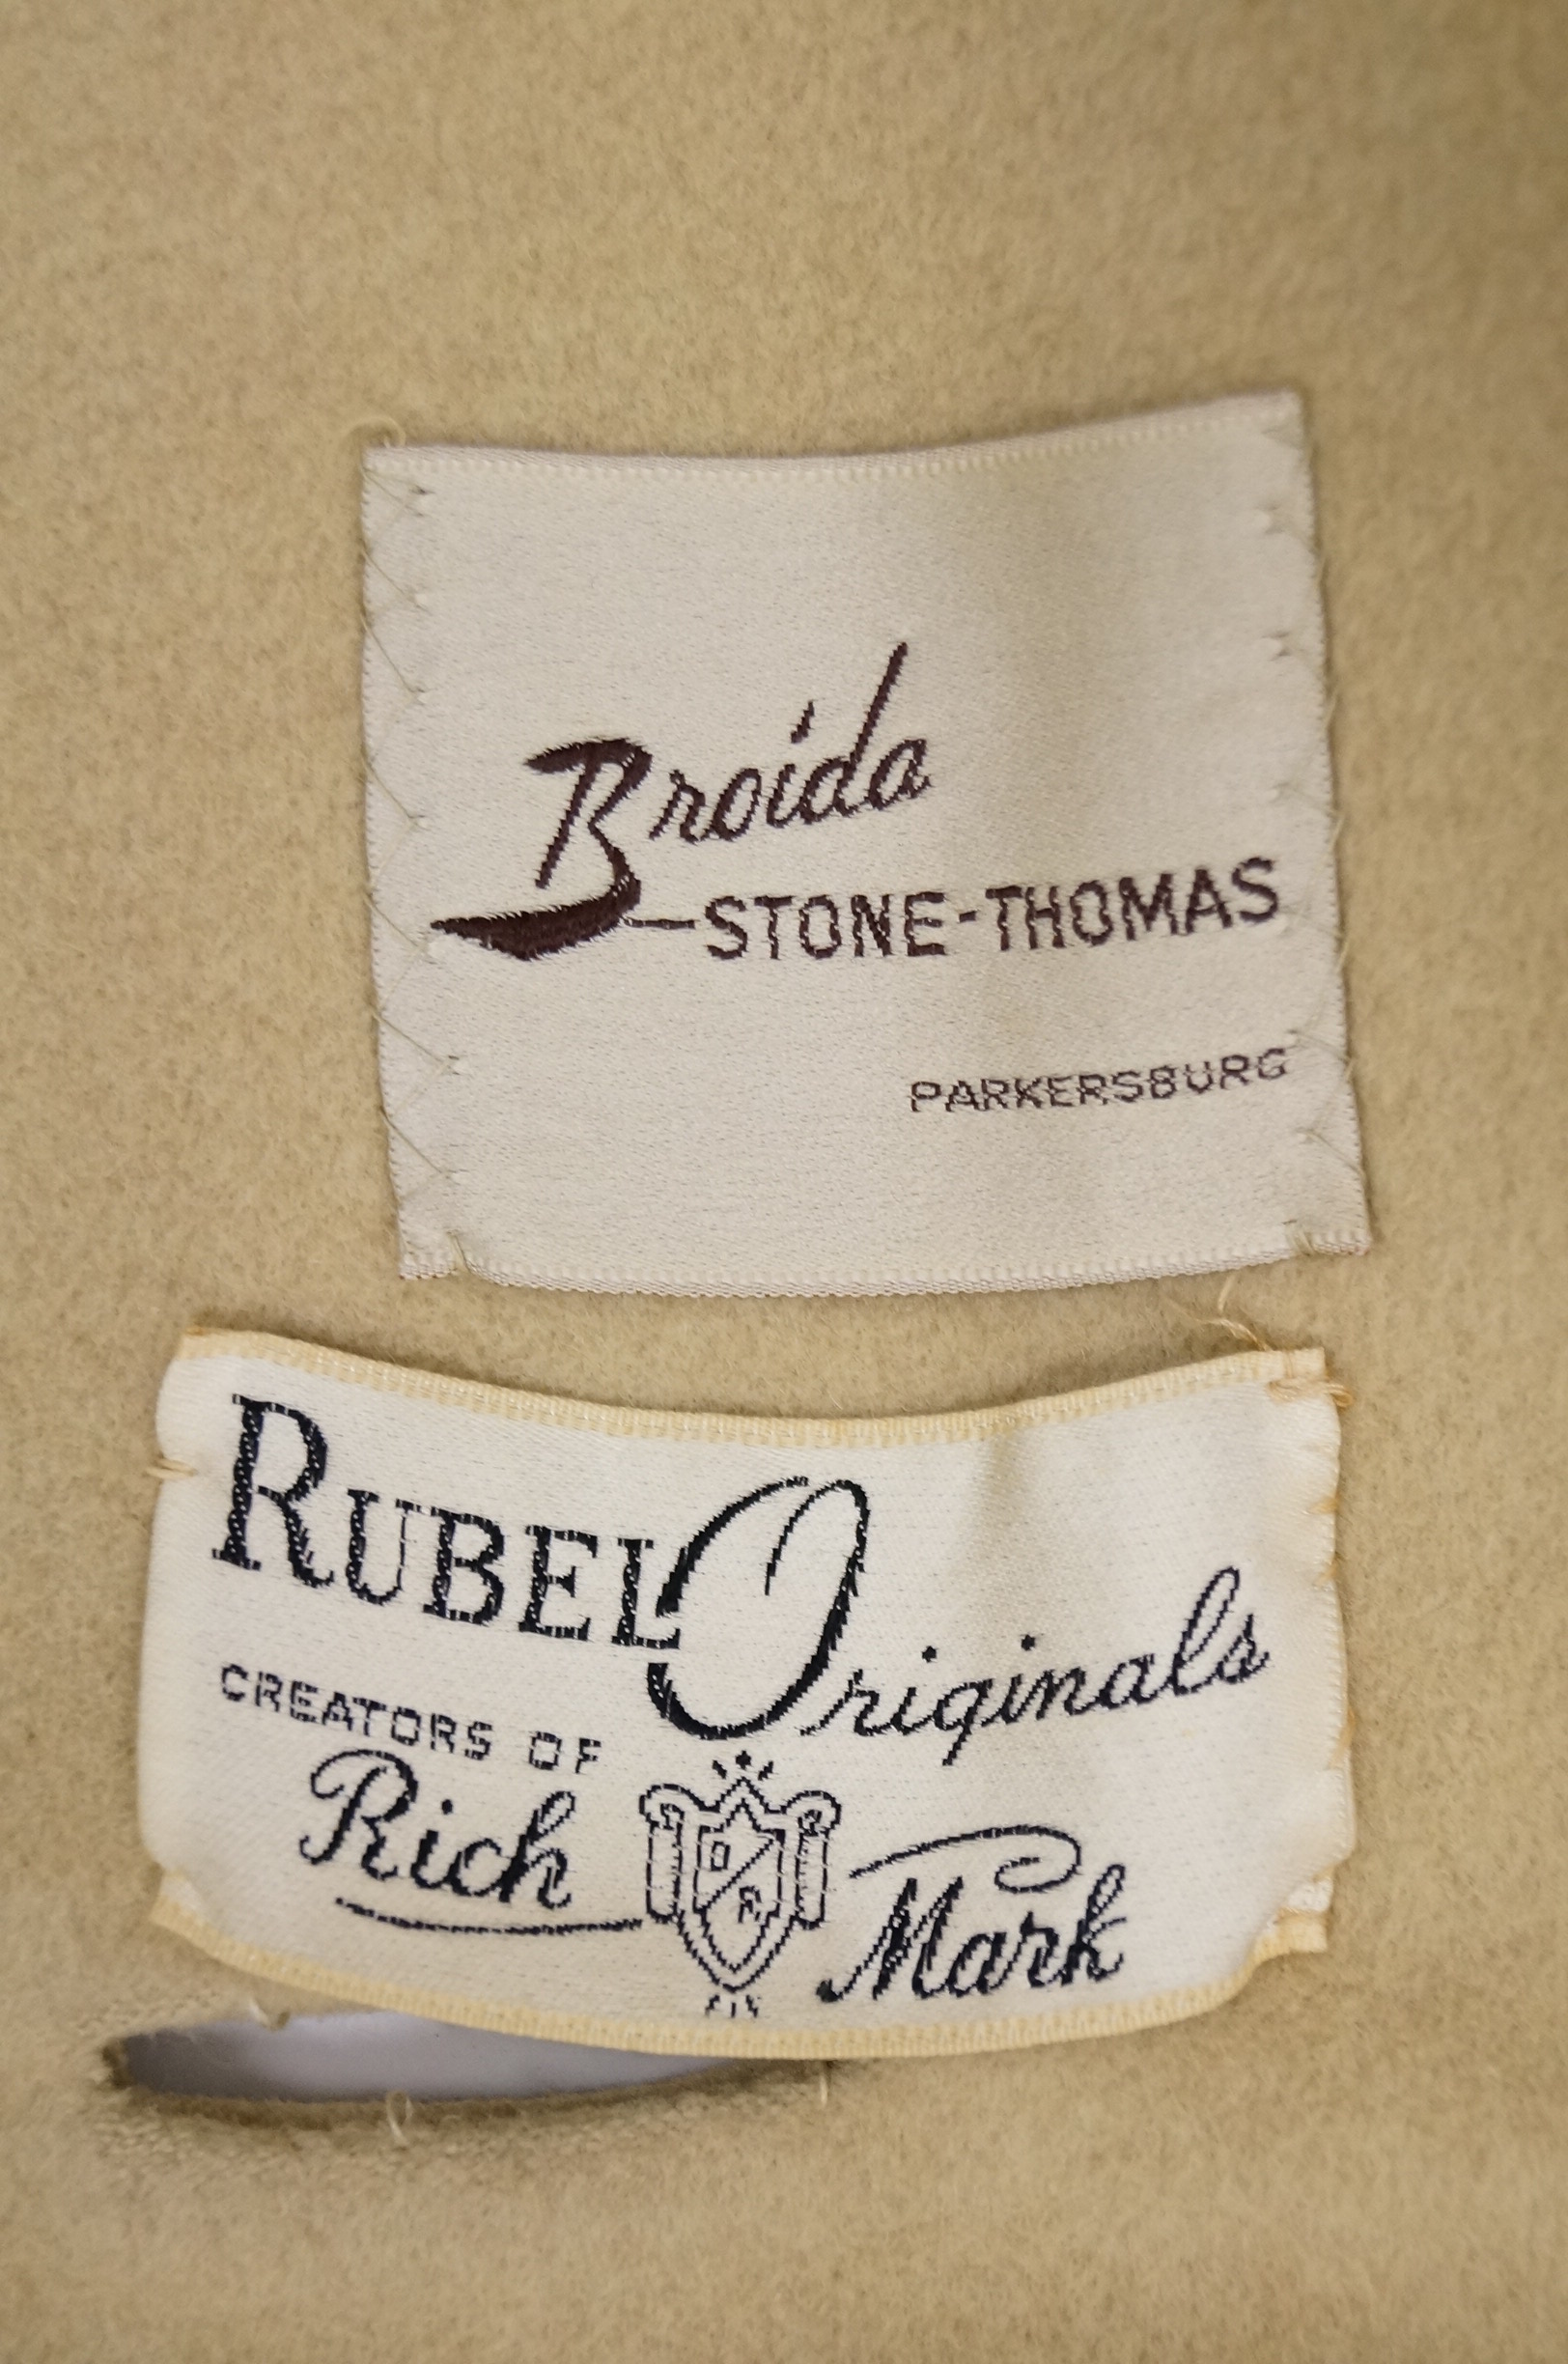 Broida
—STONE-THOMAS
PARKERSBURG
RUBEL Originals
CREATORS OF
Rich Mark
R